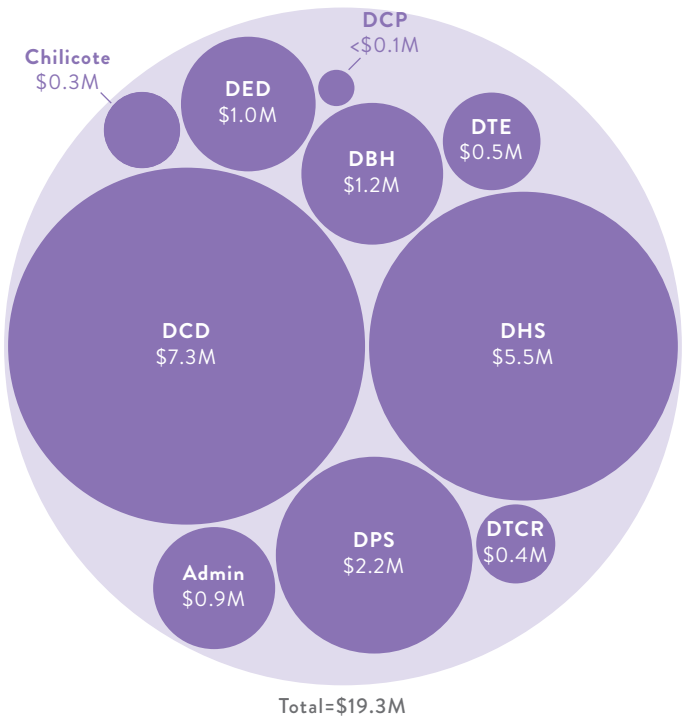 DCP
<$0.1M
Chilicote
$0.3M
DED
$1.0M
DTE
$0.5M
DBH
$1.2M
DCD
$7.3M
DHS
$5.5M
DPS
$2.2M
DTCR
$0.4M
Admin
$0.9M
Total=$19.3M